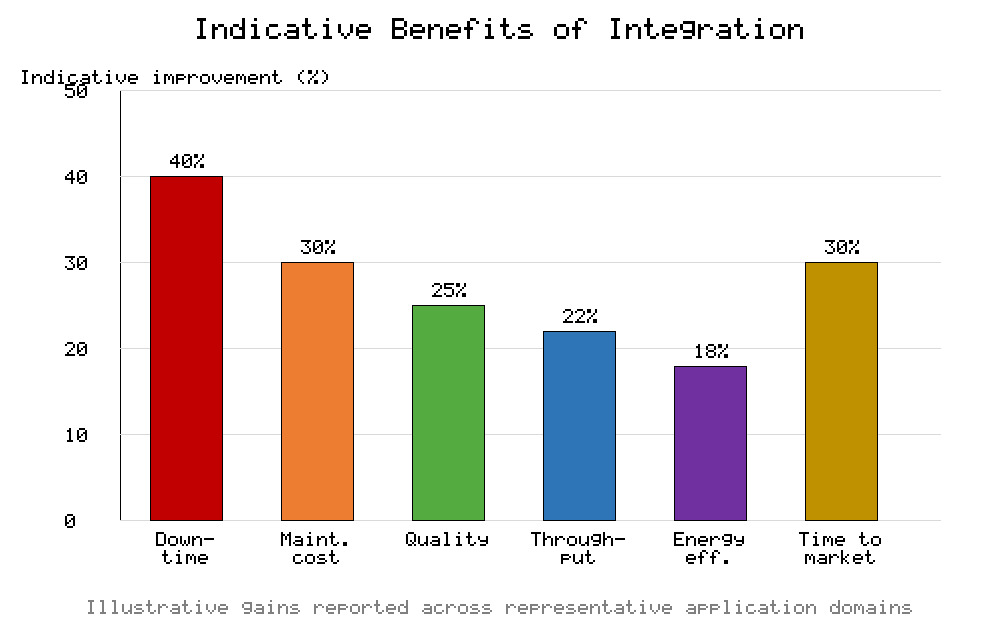 Indicative Benefits of Integration
Indicative improvement (%)
50
40
30
20
10
0
40%
30%
25%
22%
18%
30%
Down-
time
Maint.
cost
Quality
Through-
put
Energy
eff.
Time to
market
Illustrative gains reported across representative application domains